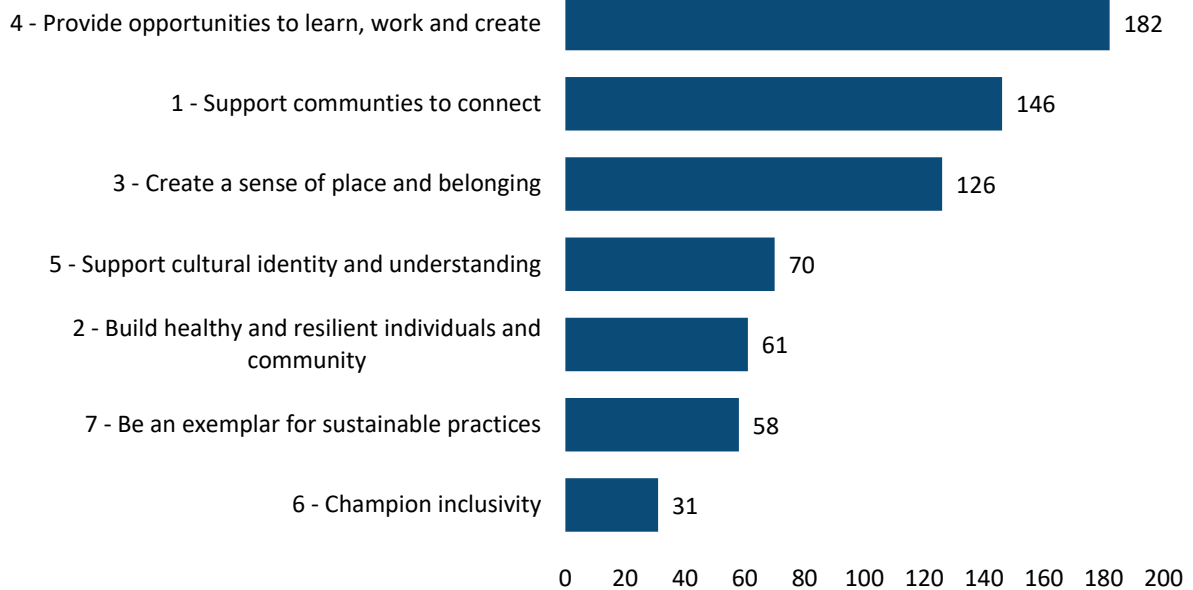 4 - Provide opportunities to learn, work and create 182
1 - Support communties to connect 146
3 - Create a sense of place and belonging 126
5 - Support cultural identity and understanding 70
2 - Build healthy and resilient individuals and
community 61
7 - Be an exemplar for sustainable practices 58
6 - Champion inclusivity 31
0 20 40 60 80 100 120 140 160 180 200